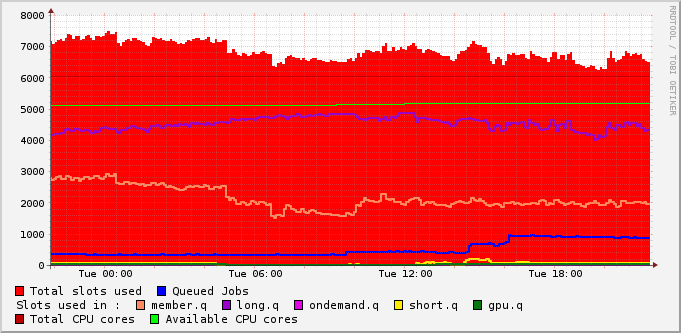 RRDTOOL / TOBI OETIKER
8000
7000
6000
5000
4000
3000
2000
1000
0
Tue 00:00 Tue 06:00 Tue 12:00 Tue 18:00
Total slots used Queued Jobs
Slots used in : member.q long.q ondemand.q short.q gpu.q
Total CPU cores Available CPU cores